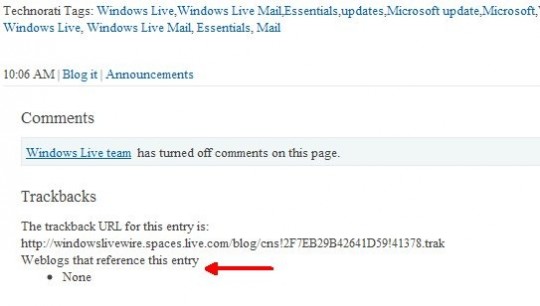 Technorati Tags: Windows Live,Windows Live Mail,Essentials,updates,Microsoft update,Microsoft,
Windows Live, Windows Live Mail, Essentials, Mail
10:06 AM | Blog it | Announcements
Comments
Windows Live team has turned off comments on this page.
Trackbacks
The trackback URL for this entry is:
http://windowslivewire.spaces.live.com/blog/cns!2F7EB29B42641D59!41378.trak
Weblogs that reference this entry
• None